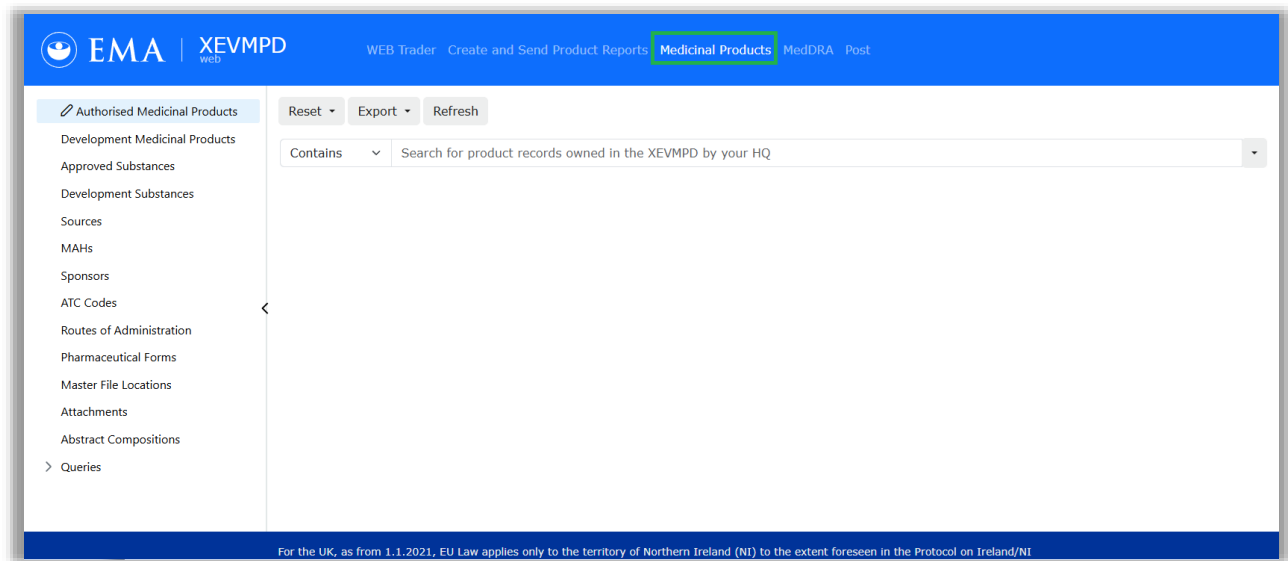 EMA | XEVMPD
web
WEB Trader Create and Send Product Reports Medicinal Products MedDRA Post
Authorised Medicinal Products
Development Medicinal Products
Approved Substances
Development Substances
Sources
MAHs
Sponsors
ATC Codes
Routes of Administration
Pharmaceutical Forms
Master File Locations
Attachments
Abstract Compositions
Queries
Reset Export Refresh
Contains Search for product records owned in the XEVMPD by your HQ
For the UK, as from 1.1.2021, EU Law applies only to the territory of Northern Ireland (NI) to the extent foreseen in the Protocol on Ireland/NI